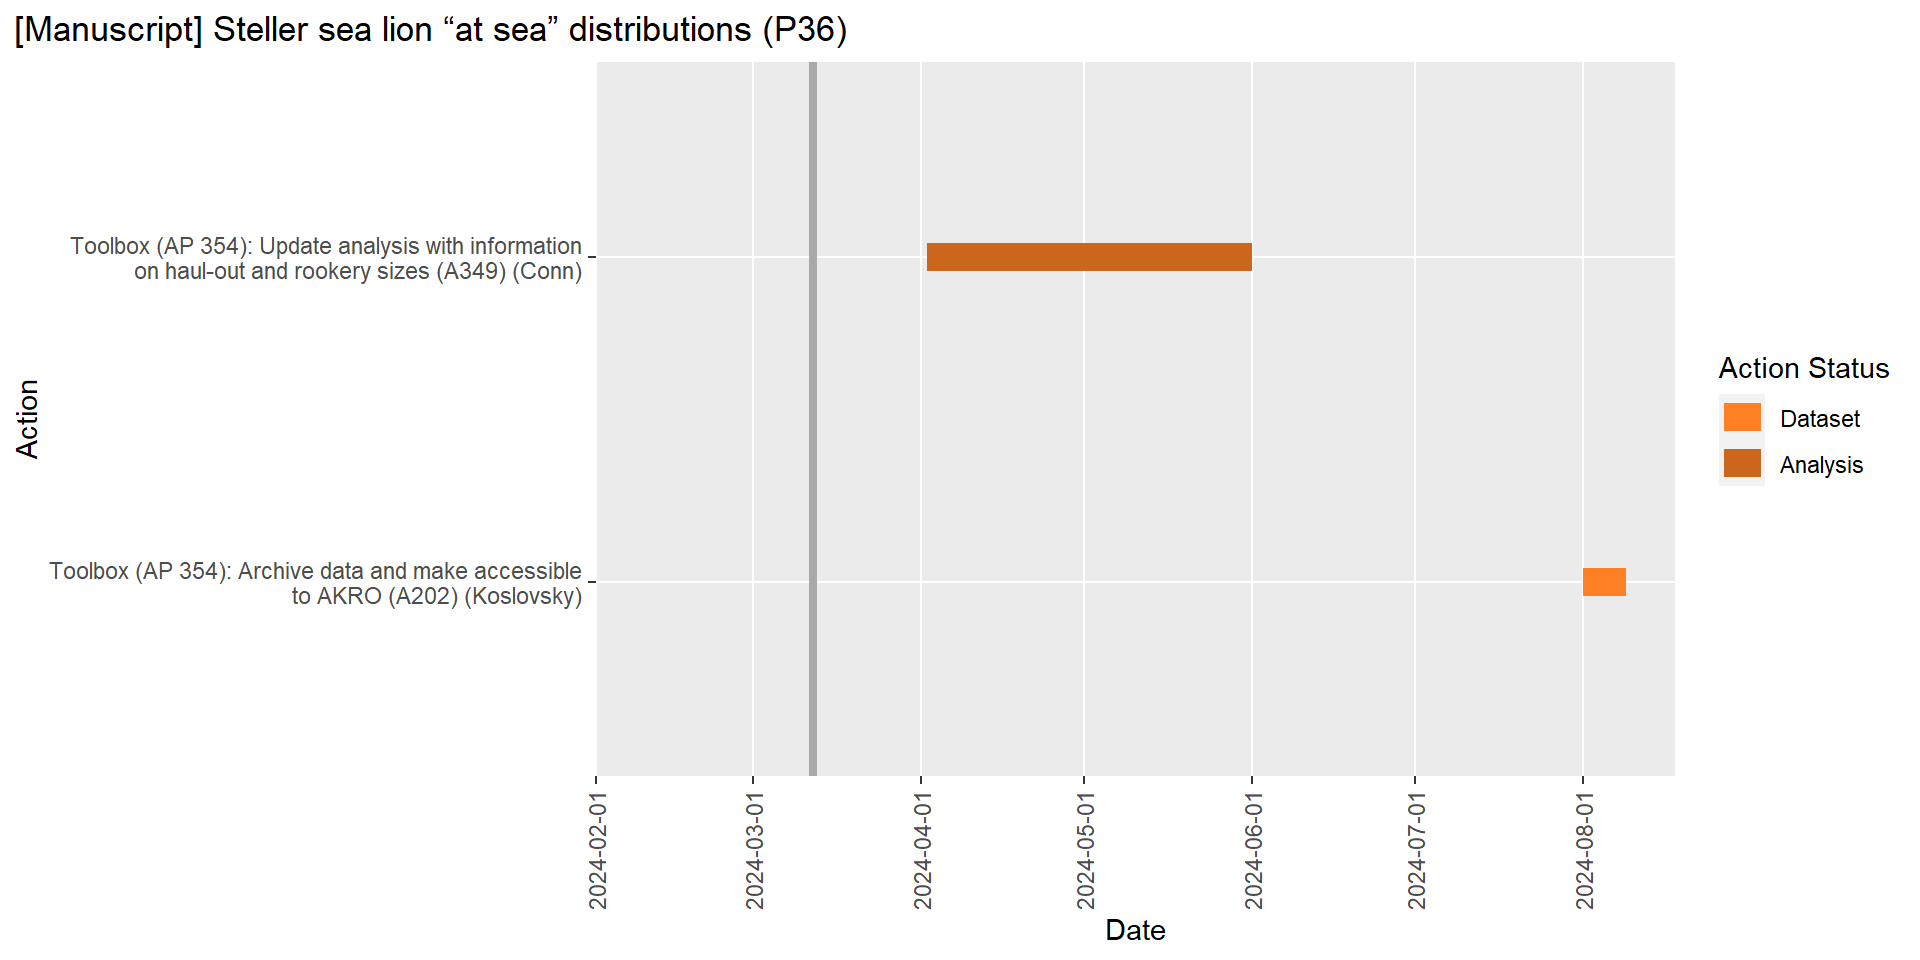 [Manuscript] Steller sea lion “at sea” distributions (P36)
Toolbox (AP 354): Update analysis with information
on haul-out and rookery sizes (A349) (Conn)
Toolbox (AP 354): Archive data and make accessible
to AKRO (A202) (Koslovsky)
Action
Action Status
Dataset
Analysis
2024-02-01
2024-03-01
2024-04-01
2024-05-01
2024-06-01
2024-07-01
2024-08-01
Date